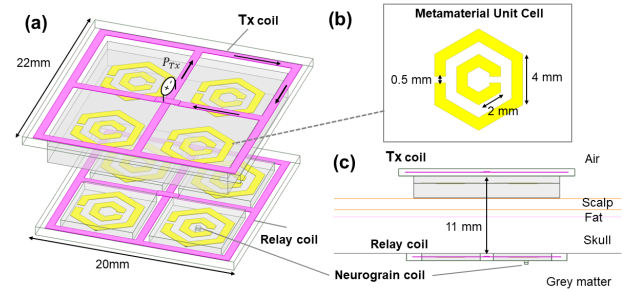 (a)
Tx coil
22mm
P_Tx
+
-
Relay coil
20mm
Neurograin coil
(b)
Metamaterial Unit Cell
0.5 mm
4 mm
2 mm
(c)
Tx coil
Air
Scalp
Fat
11 mm
Skull
Relay coil
Grey matter